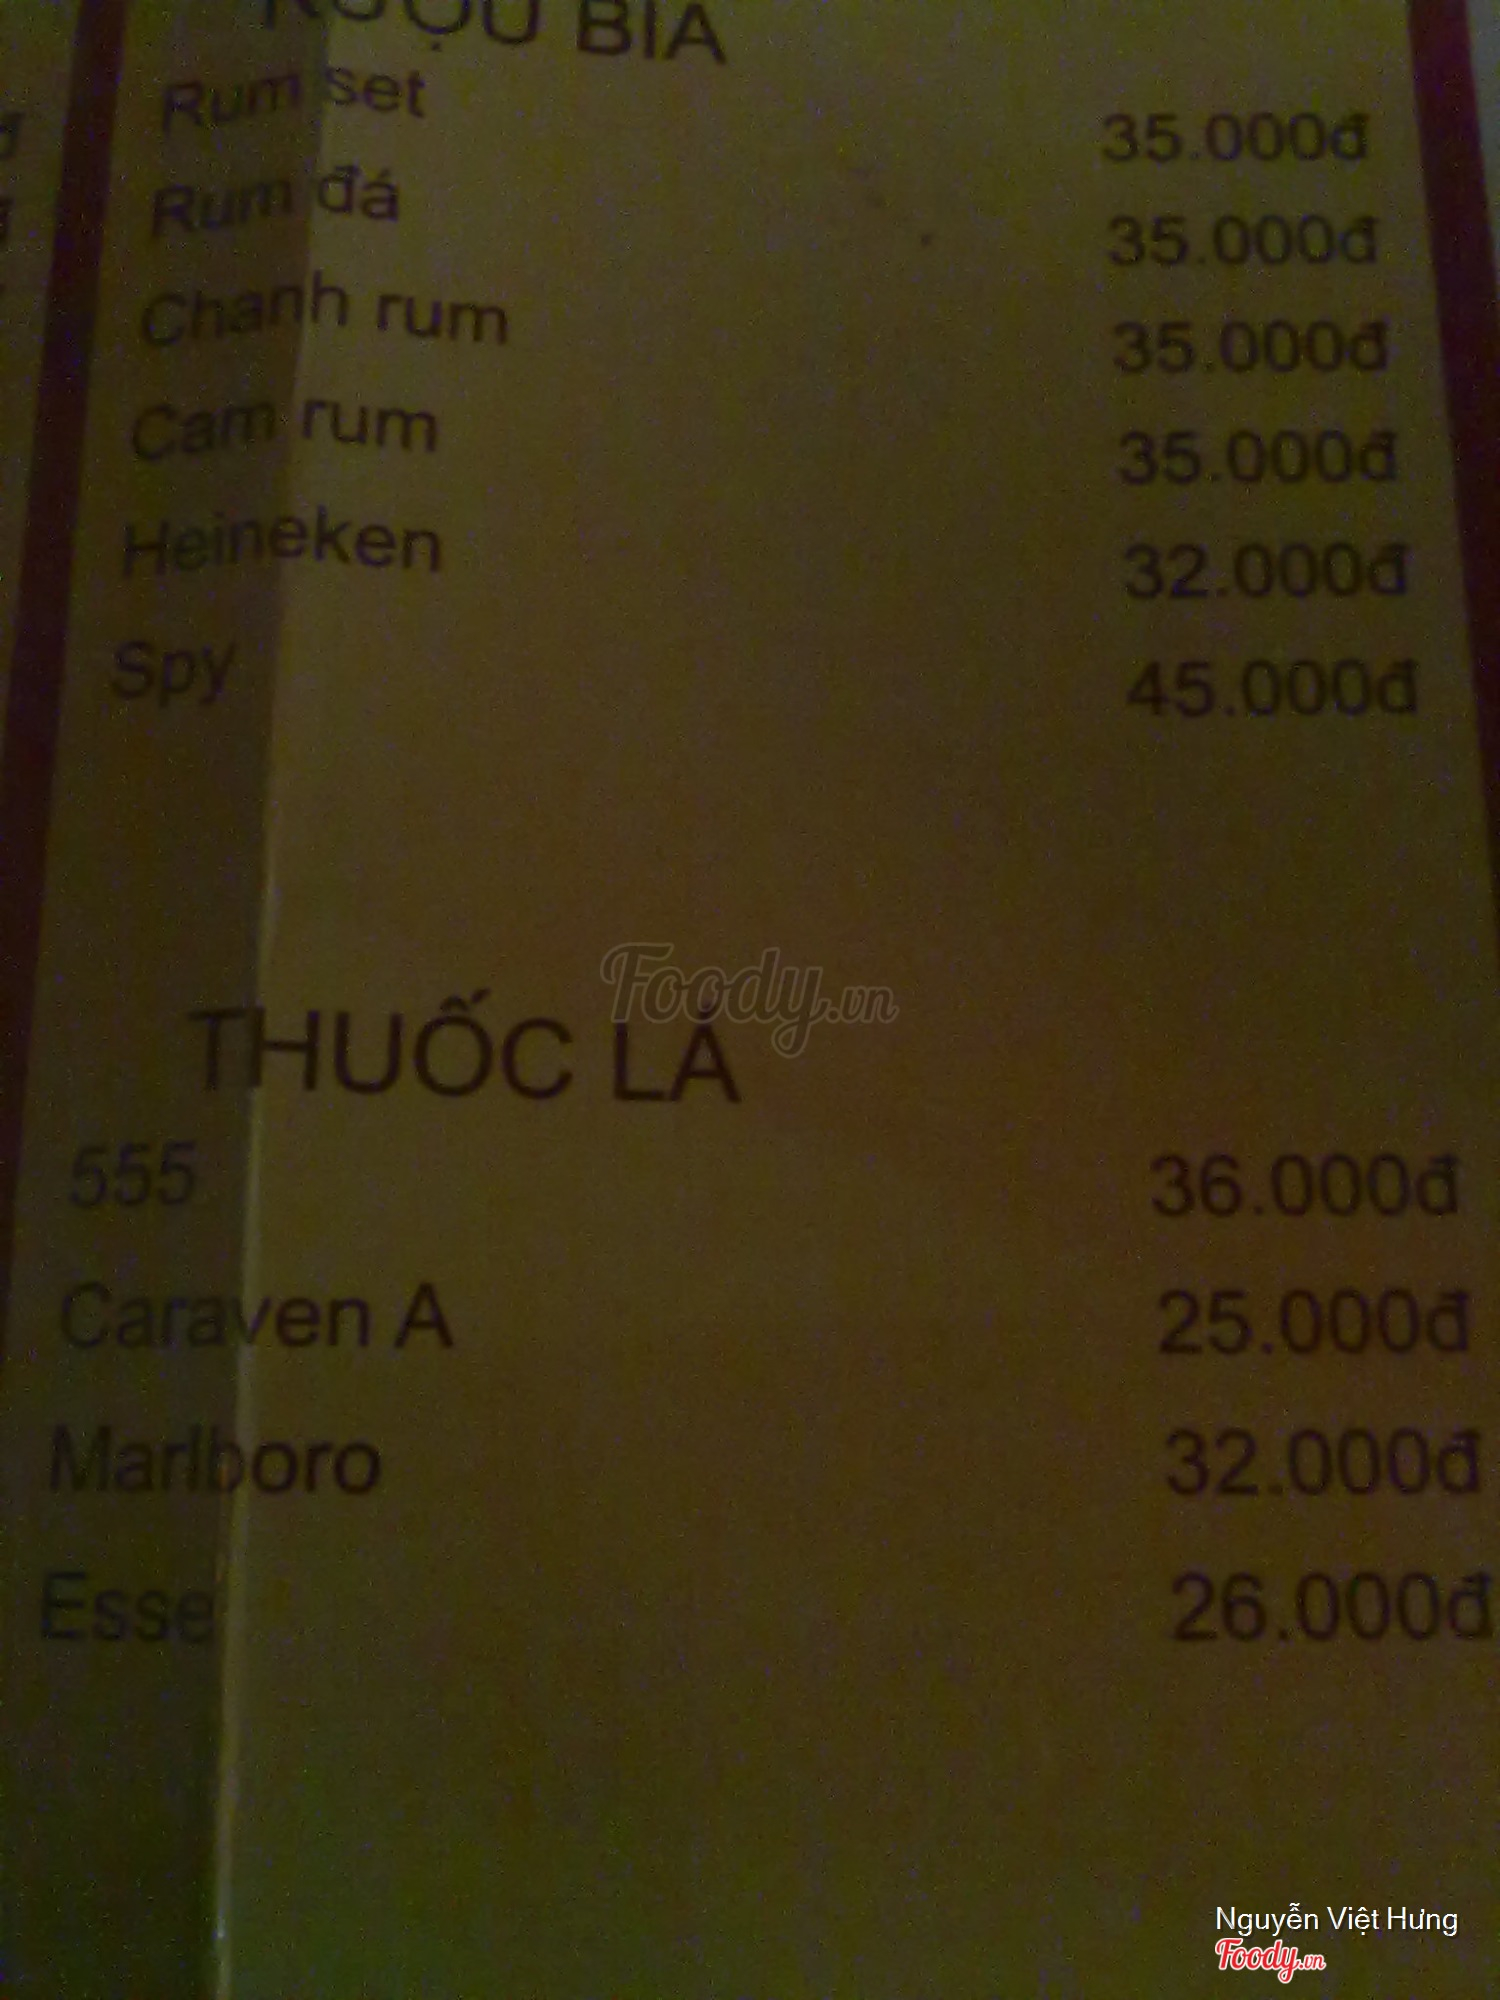 RƯỢU BIA
Rum set 35.000đ
Rum đá 35.000đ
Chanh rum 35.000đ
Cam rum 35.000đ
Heineken 32.000đ
Spy 45.000đ
Foody.vn
THUỐC LÁ
555 36.000đ
Caraven A 25.000đ
Marlboro 32.000đ
Esse 26.000đ
Nguyễn Việt Hưng
Foody.vn